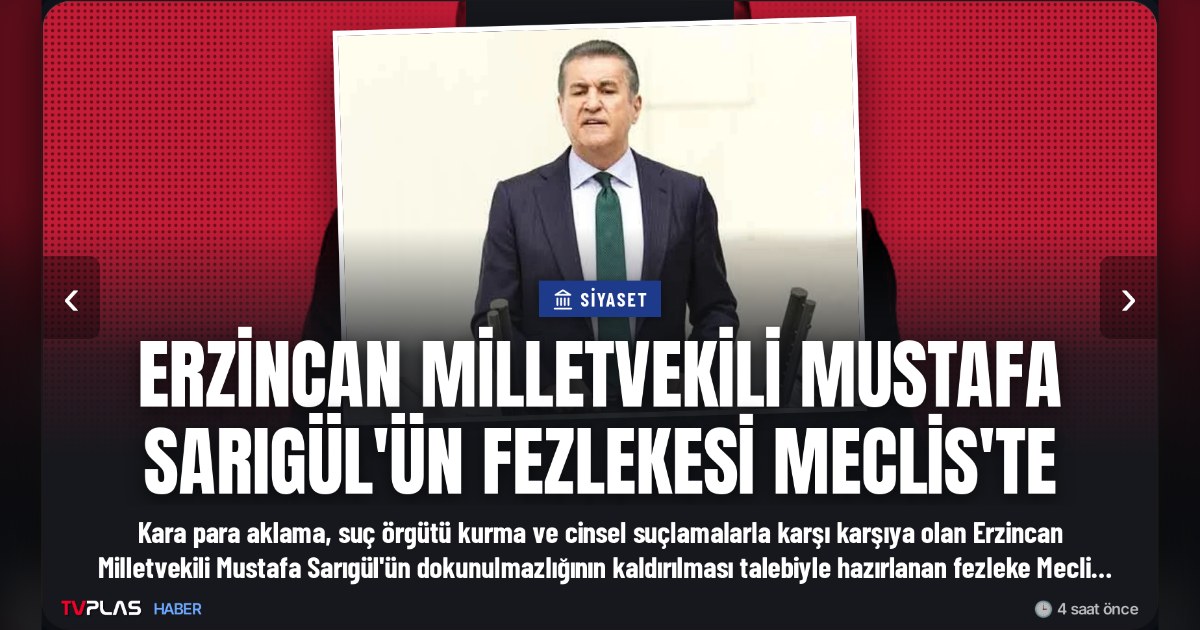 SİYASET
ERZİNCAN MİLLETVEKİLİ MUSTAFA
SARIGÜL'ÜN FEZLEKESİ MECLİS'TE
Kara para aklama, suç örgütü kurma ve cinsel suçlamalarla karşı karşıya olan Erzincan
Milletvekili Mustafa Sarıgül'ün dokunulmazlığının kaldırılması talebiyle hazırlanan fezleke Mecli...
TVPLAS HABER
4 saat önce